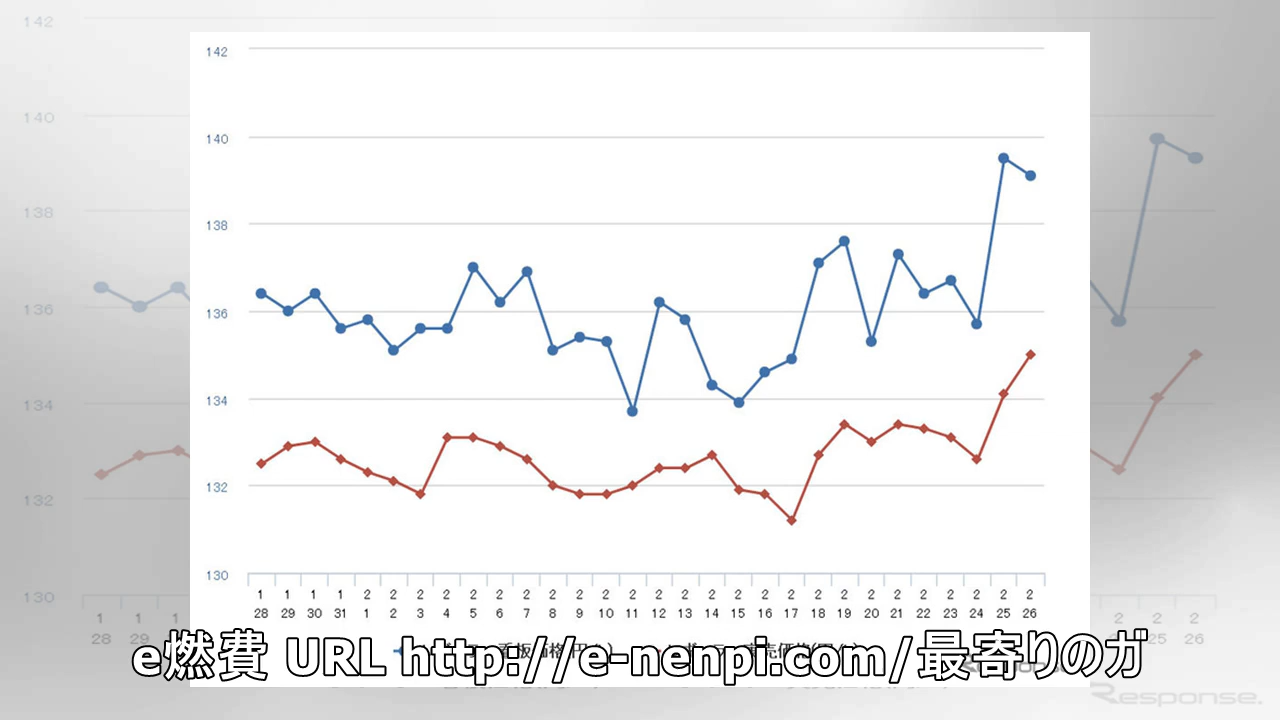 142
140
138
136
134
132
130
1 1 1 1 2 2 2 2 2 2 2 2 2 2 2 2 2 2 2 2 2 2 2 2 2 2 2 2 2 2
28 29 30 31 1 2 3 4 5 6 7 8 9 10 11 12 13 14 15 16 17 18 19 20 21 22 23 24 25 26
e燃費 URL http://e-nenpi.com/最寄りのガ
Response.